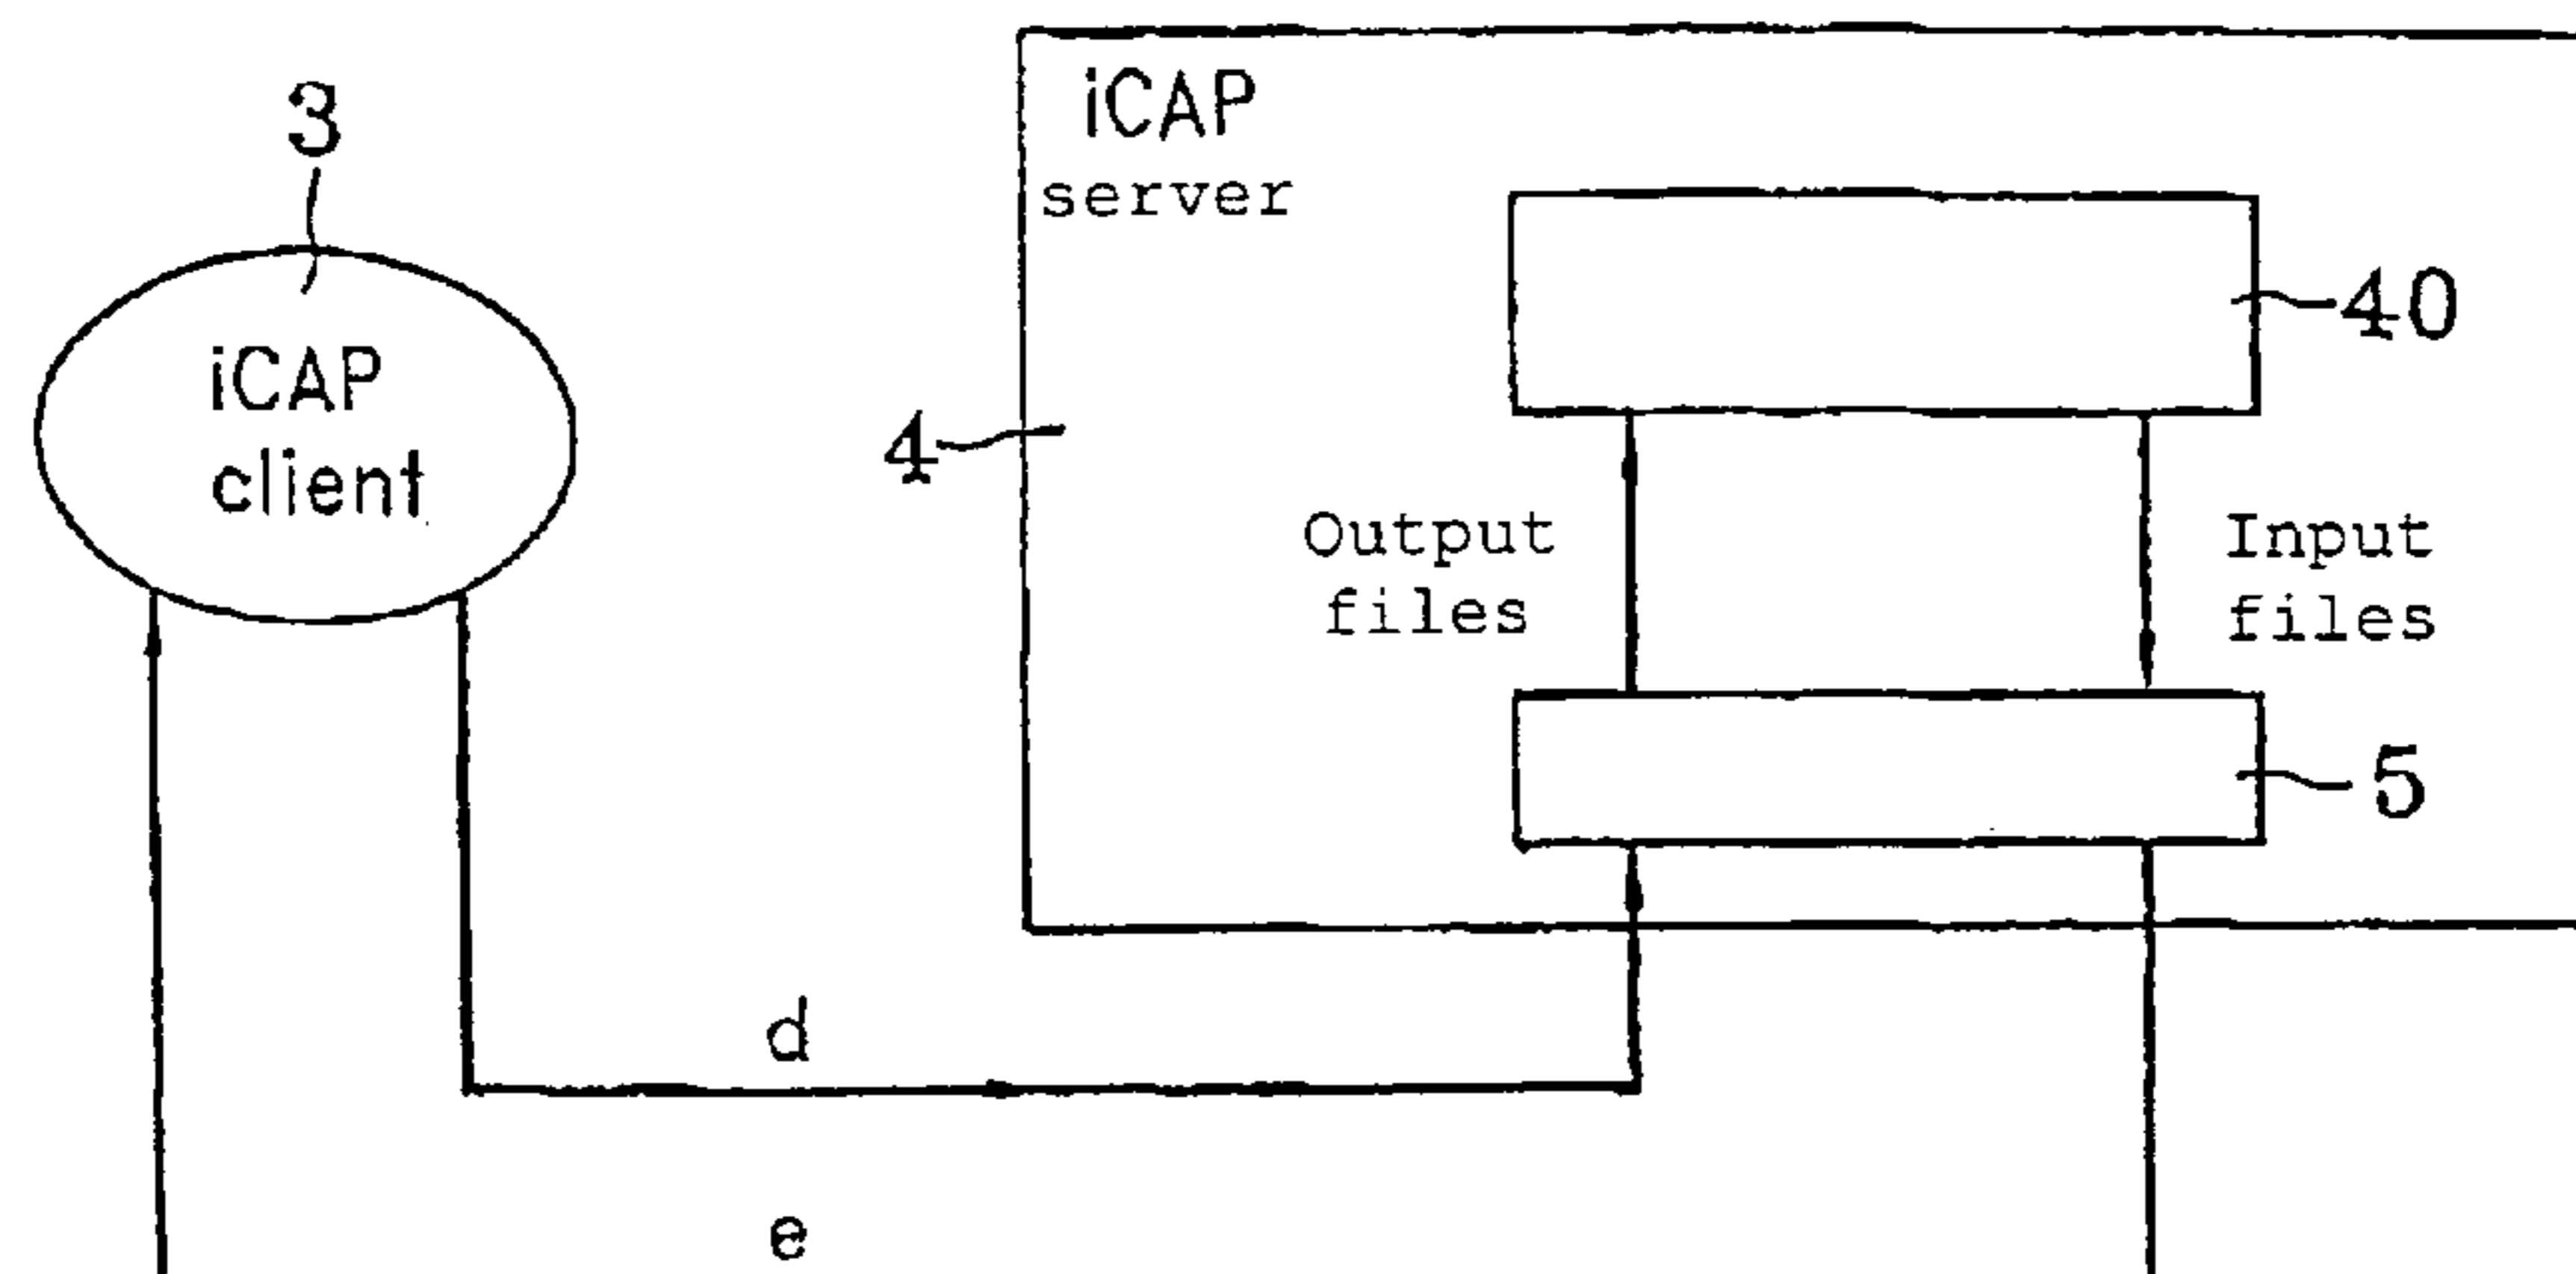 3
iCAP
client
iCAP
server
4
40
Output
files
Input
files
5
d
e